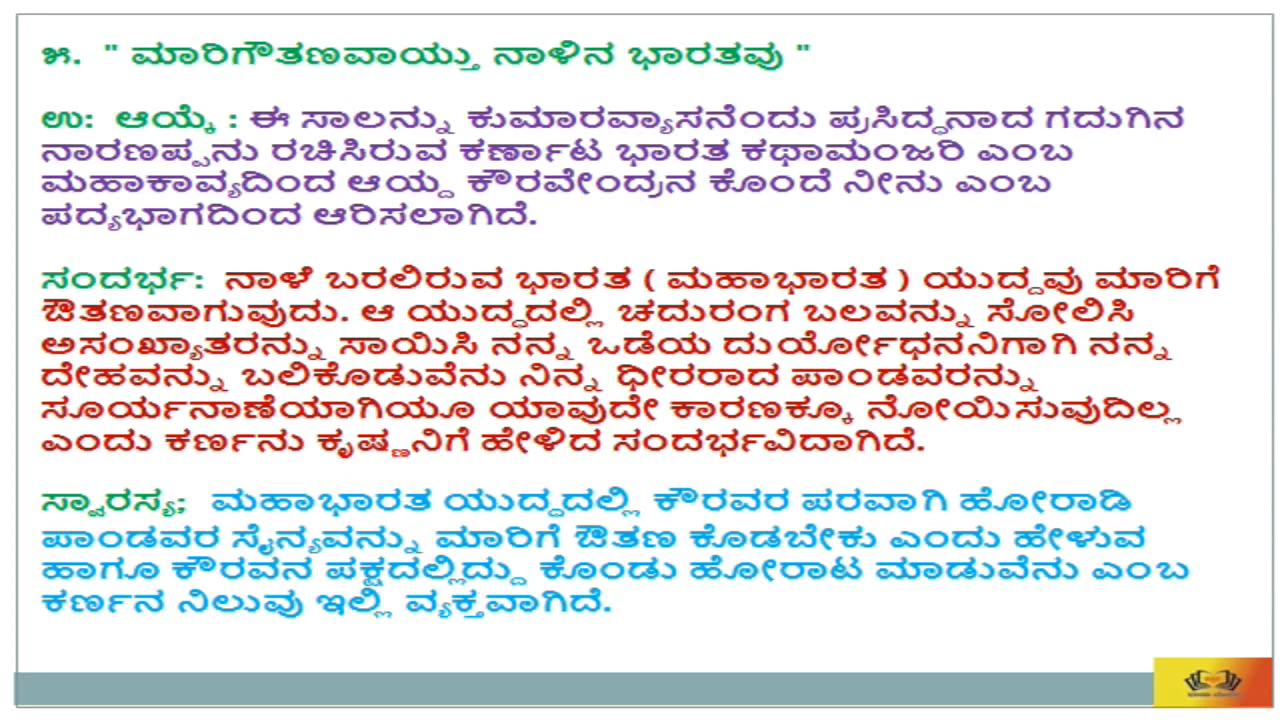 ೫. " ಮಾರಿಗೌತಣವಾಯ್ತು ನಾಳಿನ ಭಾರತವು "
ಉ: ಆಯ್ಕೆ : ಈ ಸಾಲನ್ನು ಕುಮಾರವ್ಯಾಸನೆಂದು ಪ್ರಸಿದ್ಧನಾದ ಗದುಗಿನ
ನಾರಣಪ್ಪನು ರಚಿಸಿರುವ ಕರ್ಣಾಟ ಭಾರತ ಕಥಾಮಂಜರಿ ಎಂಬ
ಮಹಾಕಾವ್ಯದಿಂದ ಆಯ್ದ ಕೌರವೇಂದ್ರನ ಕೊಂದೆ ನೀನು ಎಂಬ
ಪದ್ಯಭಾಗದಿಂದ ಆರಿಸಲಾಗಿದೆ.
ಸಂದರ್ಭ: ನಾಳೆ ಬರಲಿರುವ ಭಾರತ ( ಮಹಾಭಾರತ ) ಯುದ್ದವು ಮಾರಿಗೆ
ಔತಣವಾಗುವುದು. ಆ ಯುದ್ಧದಲ್ಲಿ ಚದುರಂಗ ಬಲವನ್ನು ಸೋಲಿಸಿ
ಅಸಂಖ್ಯಾತರನ್ನು ಸಾಯಿಸಿ ನನ್ನ ಒಡೆಯ ದುರ್ಯೋಧನನಿಗಾಗಿ ನನ್ನ
ದೇಹವನ್ನು ಬಲಿಕೊಡುವೆನು ನಿನ್ನ ಧೀರರಾದ ಪಾಂಡವರನ್ನು
ಸೂರ್ಯನಾಣೆಯಾಗಿಯೂ ಯಾವುದೇ ಕಾರಣಕ್ಕೂ ನೋಯಿಸುವುದಿಲ್ಲ
ಎಂದು ಕರ್ಣನು ಕೃಷ್ಣನಿಗೆ ಹೇಳಿದ ಸಂದರ್ಭವಿದಾಗಿದೆ.
ಸ್ವಾರಸ್ಯ; ಮಹಾಭಾರತ ಯುದ್ಧದಲ್ಲಿ ಕೌರವರ ಪರವಾಗಿ ಹೋರಾಡಿ
ಪಾಂಡವರ ಸೈನ್ಯವನ್ನು ಮಾರಿಗೆ ಔತಣ ಕೊಡಬೇಕು ಎಂದು ಹೇಳುವ
ಹಾಗೂ ಕೌರವನ ಪಕ್ಷದಲ್ಲಿದ್ದು ಕೊಂಡು ಹೋರಾಟ ಮಾಡುವೆನು ಎಂಬ
ಕರ್ಣನ ನಿಲುವು ಇಲ್ಲಿ ವ್ಯಕ್ತವಾಗಿದೆ.